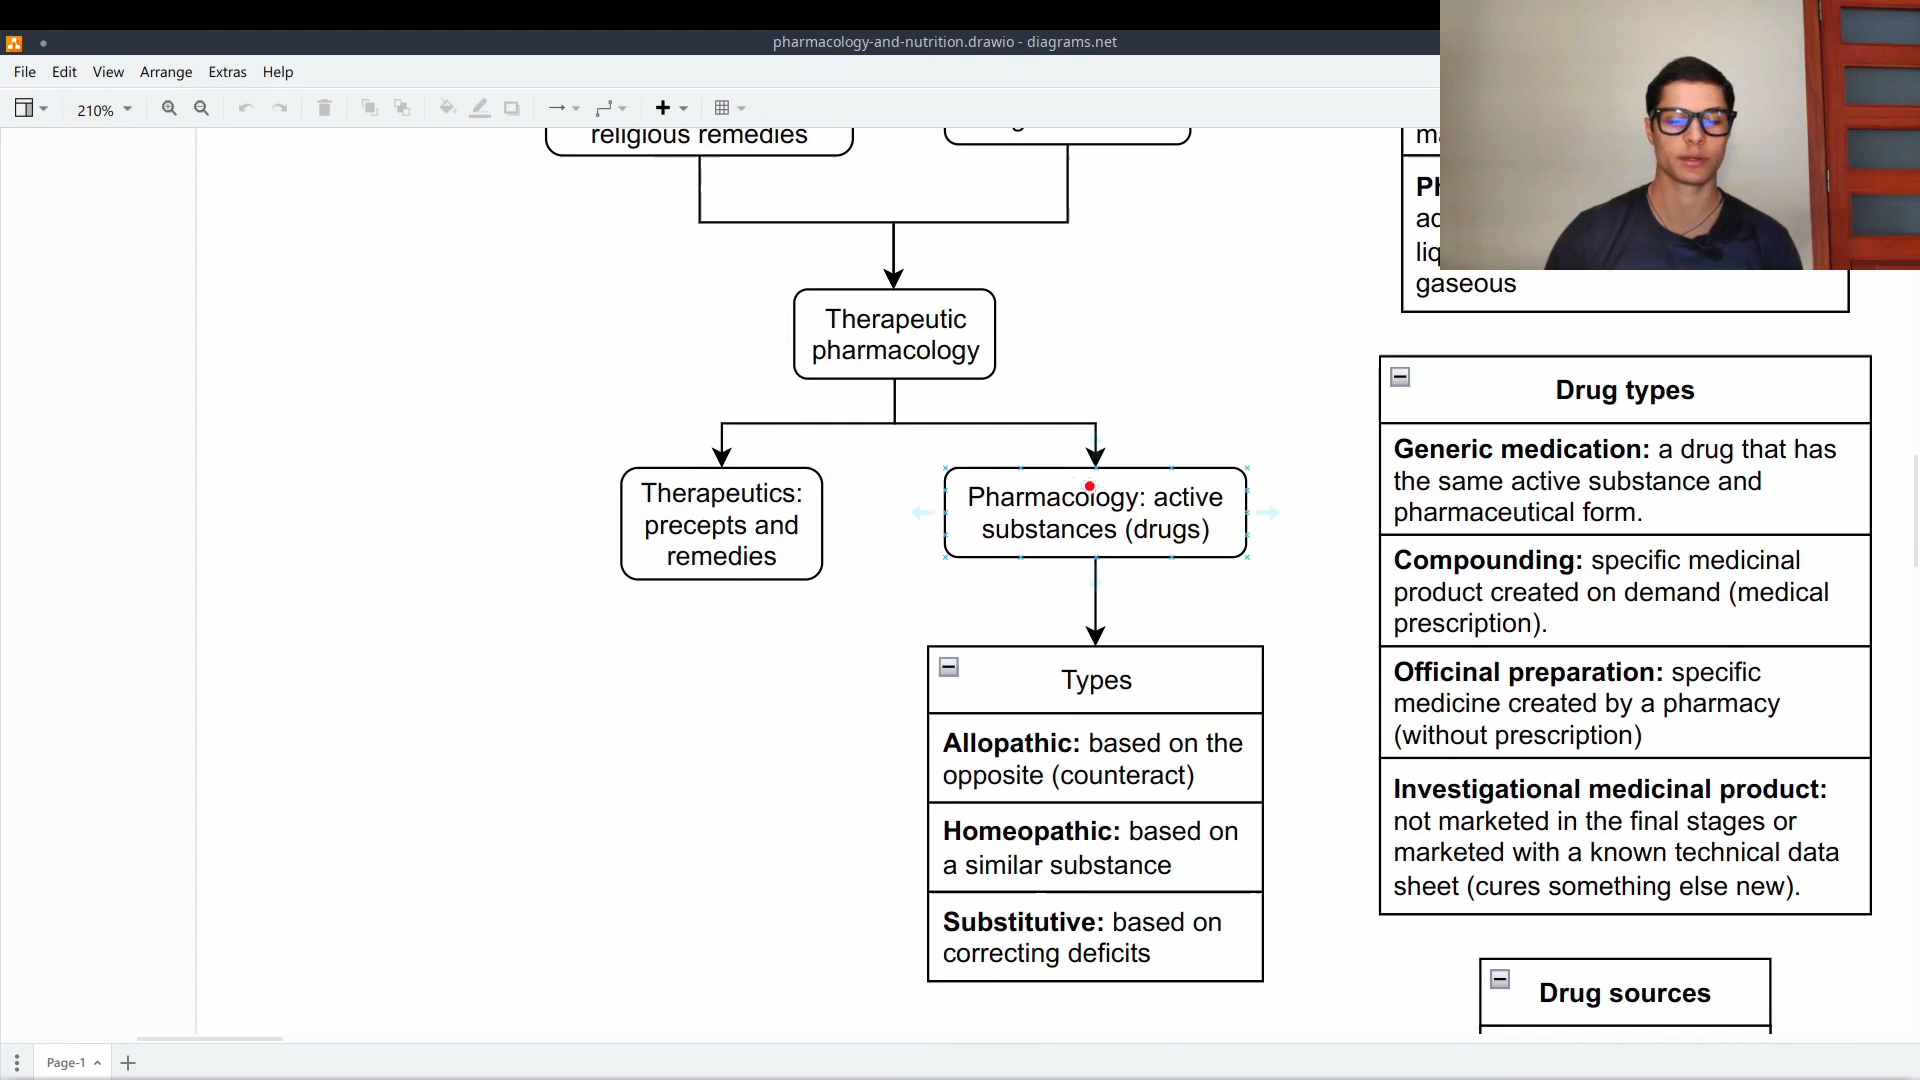 pharmacology-and-nutrition.drawio - diagrams.net
File Edit View Arrange Extras Help
210%
religious remedies
gaseous
Therapeutic
pharmacology
Therapeutics:
precepts and
remedies
Pharmacology: active
substances (drugs)
Types
Allopathic: based on the
opposite (counteract)
Homeopathic: based on
a similar substance
Substitutive: based on
correcting deficits
Drug types
Generic medication: a drug that has
the same active substance and
pharmaceutical form.
Compounding: specific medicinal
product created on demand (medical
prescription).
Officinal preparation: specific
medicine created by a pharmacy
(without prescription)
Investigational medicinal product:
not marketed in the final stages or
marketed with a known technical data
sheet (cures something else new).
Drug sources
Page-1